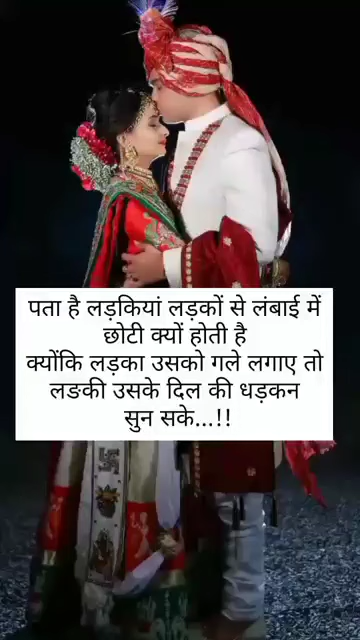 पता है लड़कियां लड़कों से लंबाई में
छोटी क्यों होती है
क्योंकि लड़का उसको गले लगाए तो
लङकी उसके दिल की धड़कन
सुन सके...!!